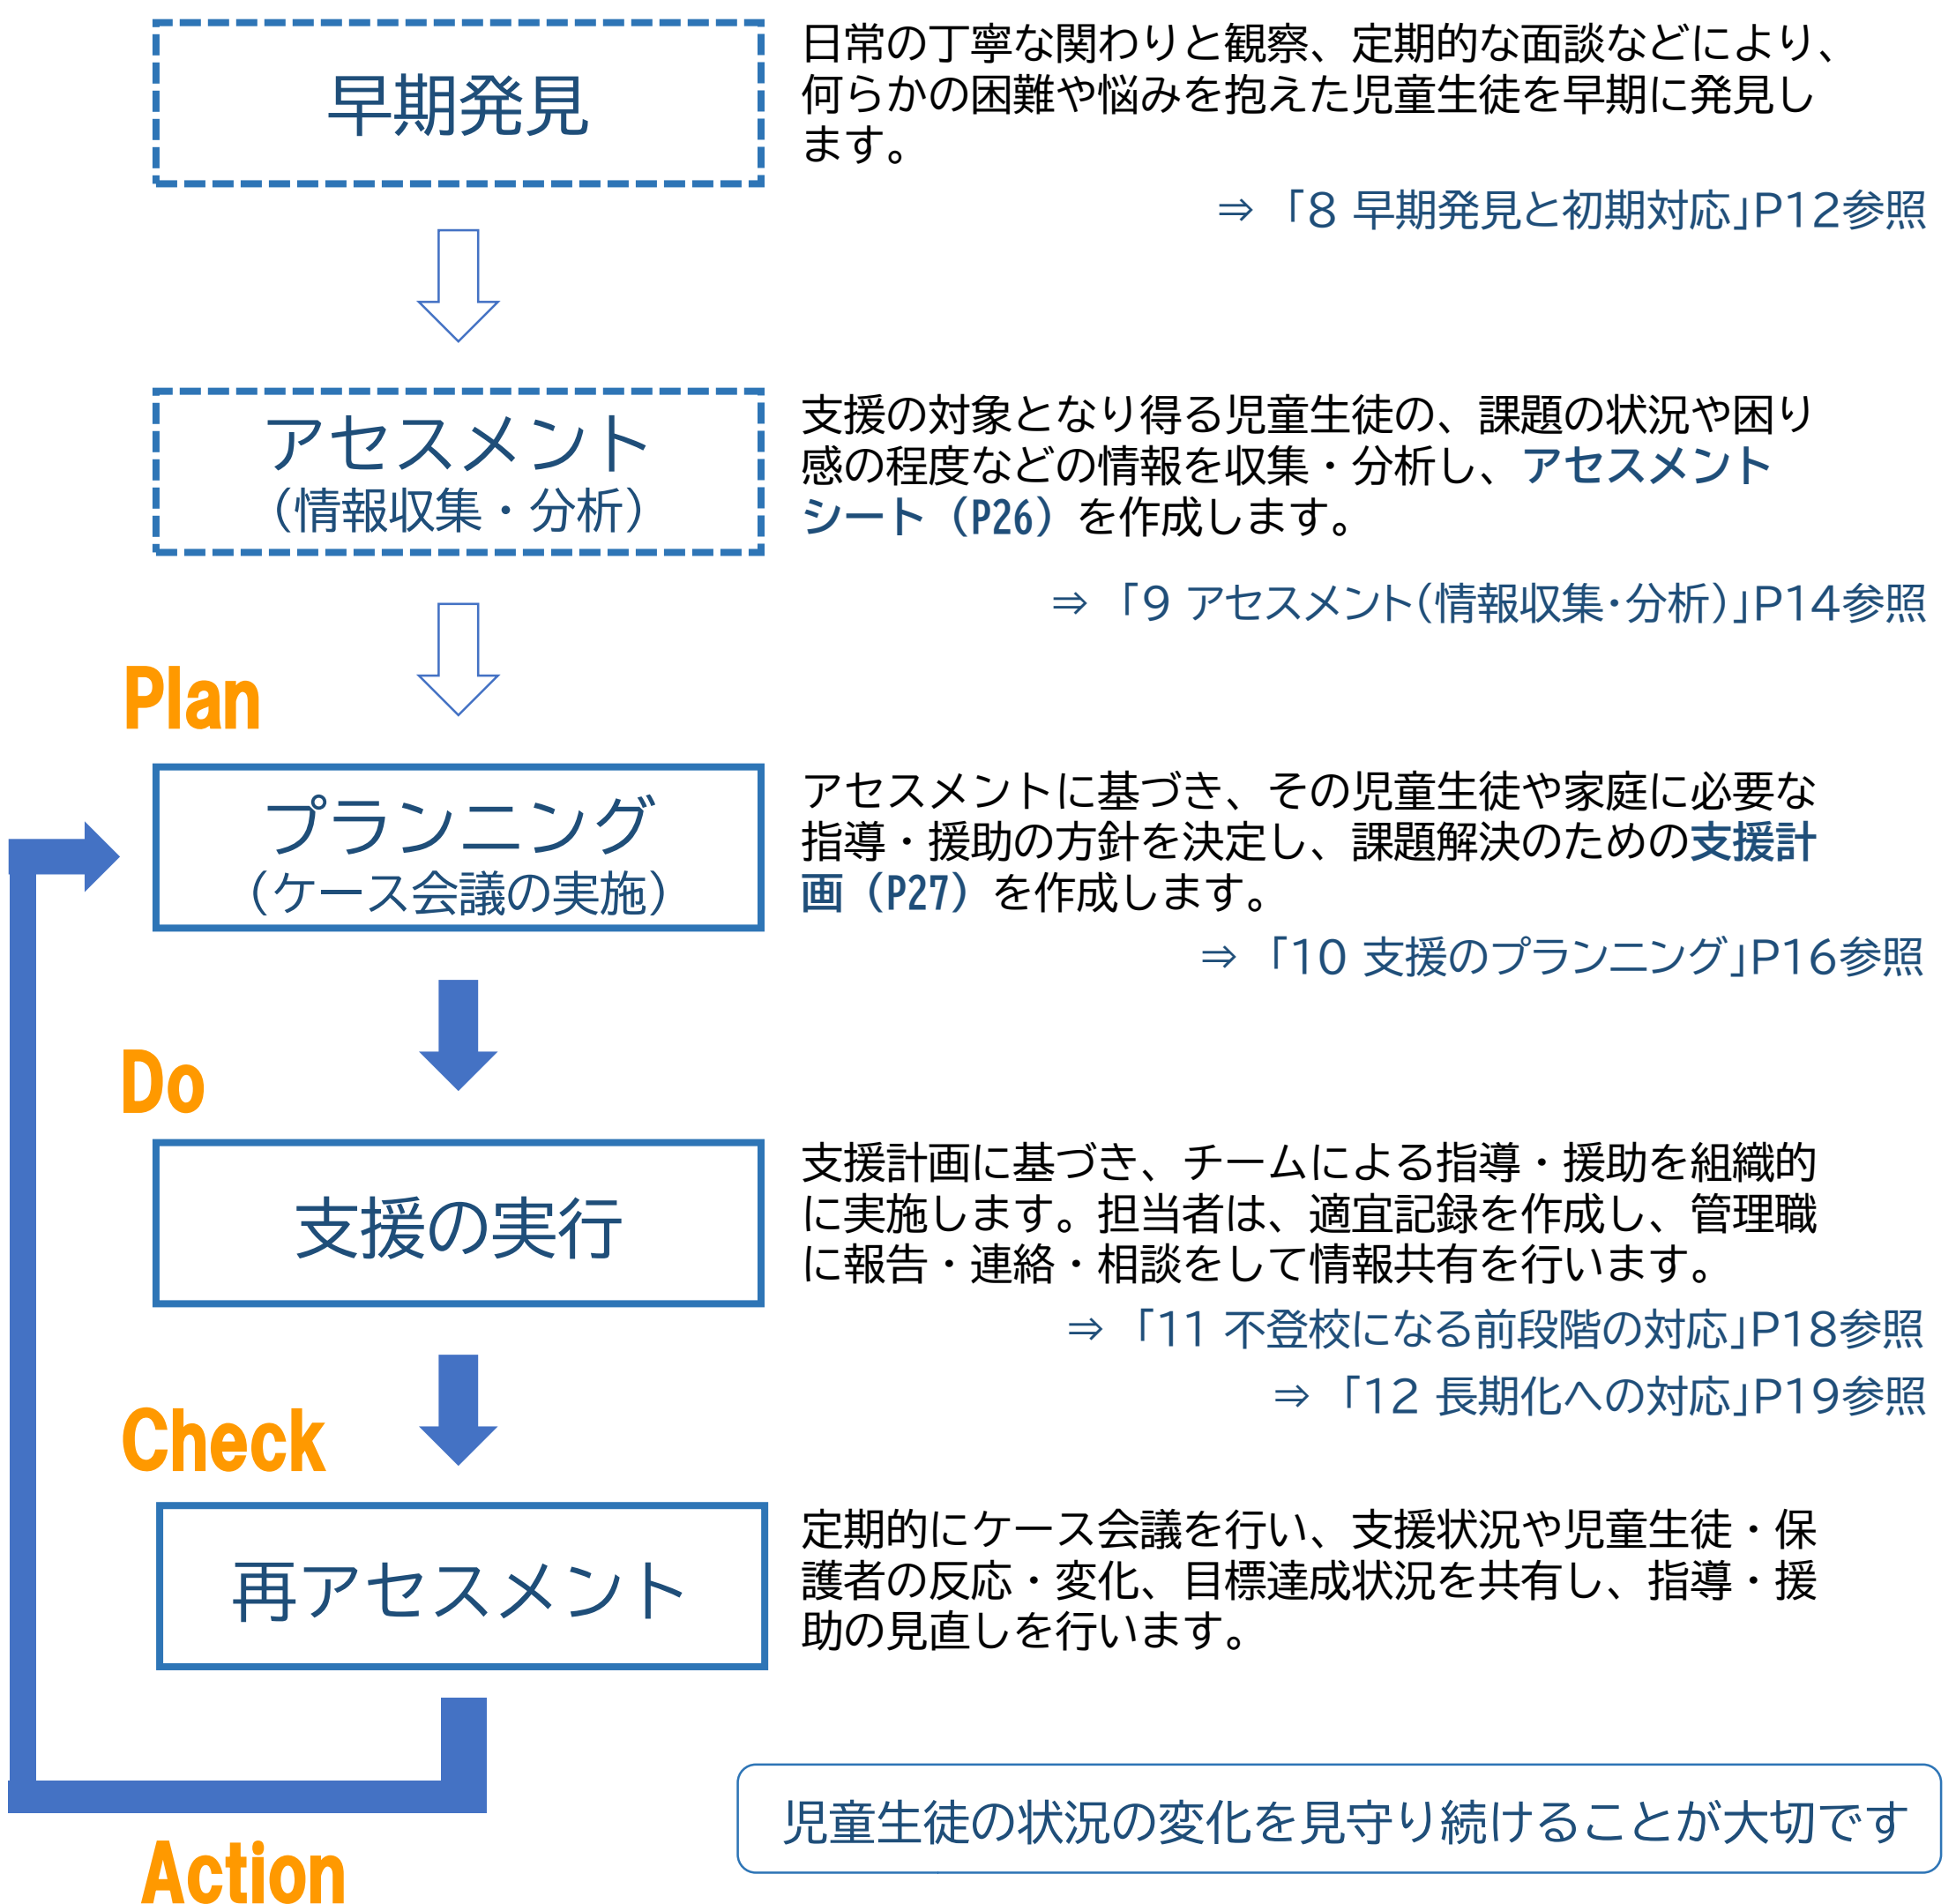 早期発見
日常の丁寧な関わりと観察、定期的な面談などにより、
何らかの困難や悩みを抱えた児童生徒を早期に発見し
ます。
⇒ 「8 早期発見と初期対応」P12参照
アセスメント
（情報収集・分析）
支援の対象となり得る児童生徒の、課題の状況や困り
感の程度などの情報を収集・分析し、アセスメント
シート（P26）を作成します。
⇒ 「9 アセスメント（情報収集・分析）」P14参照
Plan
プランニング
（ケース会議の実施）
アセスメントに基づき、その児童生徒や家庭に必要な
指導・援助の方針を決定し、課題解決のための支援計
画（P27）を作成します。
⇒ 「10 支援のプランニング」P16参照
Do
支援の実行
支援計画に基づき、チームによる指導・援助を組織的
に実施します。担当者は、適宜記録を作成し、管理職
に報告・連絡・相談をして情報共有を行います。
⇒ 「11 不登校になる前段階の対応」P18参照
⇒ 「12 長期化への対応」P19参照
Check
再アセスメント
定期的にケース会議を行い、支援状況や児童生徒・保
護者の反応・変化、目標達成状況を共有し、指導・援
助の見直しを行います。
児童生徒の状況の変化を見守り続けることが大切です
Action